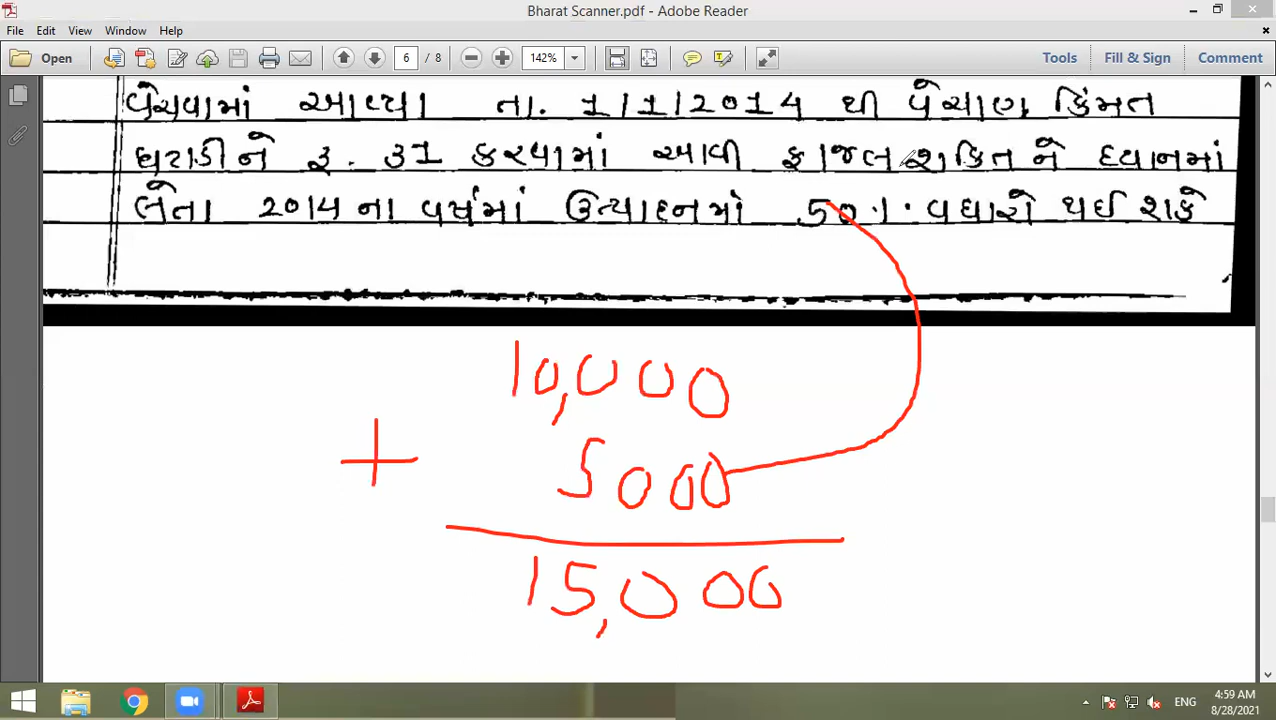 Bharat Scanner.pdf - Adobe Reader
File Edit View Window Help
Open 6 / 8 142% Tools Fill & Sign Comment
વેચવામાં આવ્યા તા. 1/1/2014 થી વેચાણ કિંમત
ઘટાડીને રૂ. 31 કરવામાં આવી ફાજલ શકિત ને ધ્યાનમાં
લેતા 2014 ના વર્ષમાં ઉત્પાદનમાં 50% વધારો થઈ શકે
10,000
+ 5000
15,000
ENG 4:59 AM
8/28/2021